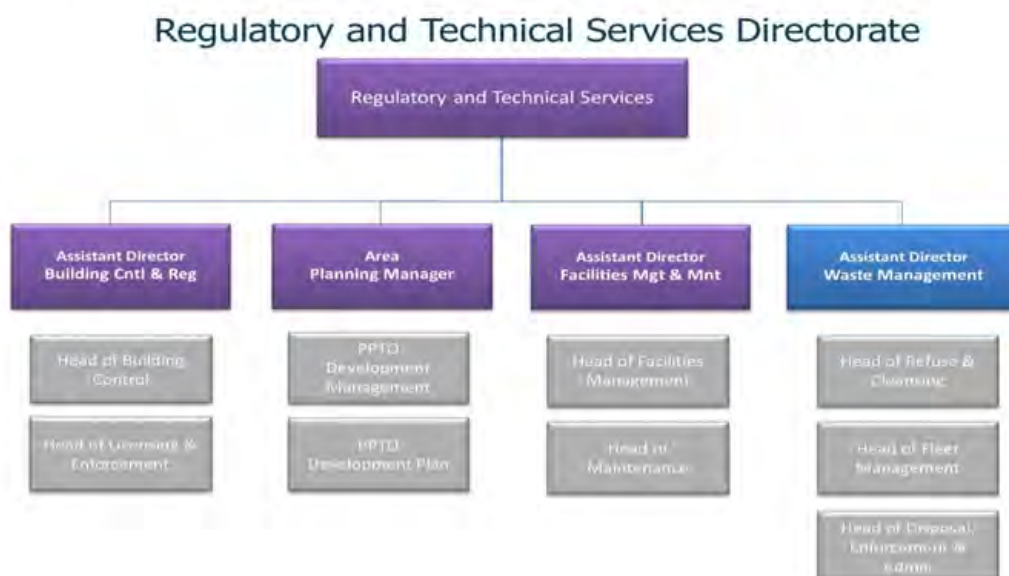 Regulatory and Technical Services Directorate
Regulatory and Technical Services
Assistant Director
Building Cntl & Reg
Area
Planning Manager
Assistant Director
Facilities Mgt & Mnt
Assistant Director
Waste Management
Head of Building
Control
Head of Licensing &
Enforcement
PPTO
Development
Management
PPTO
Development Plan
Head of Facilities
Management
Head of
Maintenance
Head of Refuse &
Cleansing
Head of Fleet
Management
Head of Disposal,
Enforcement &
Admin